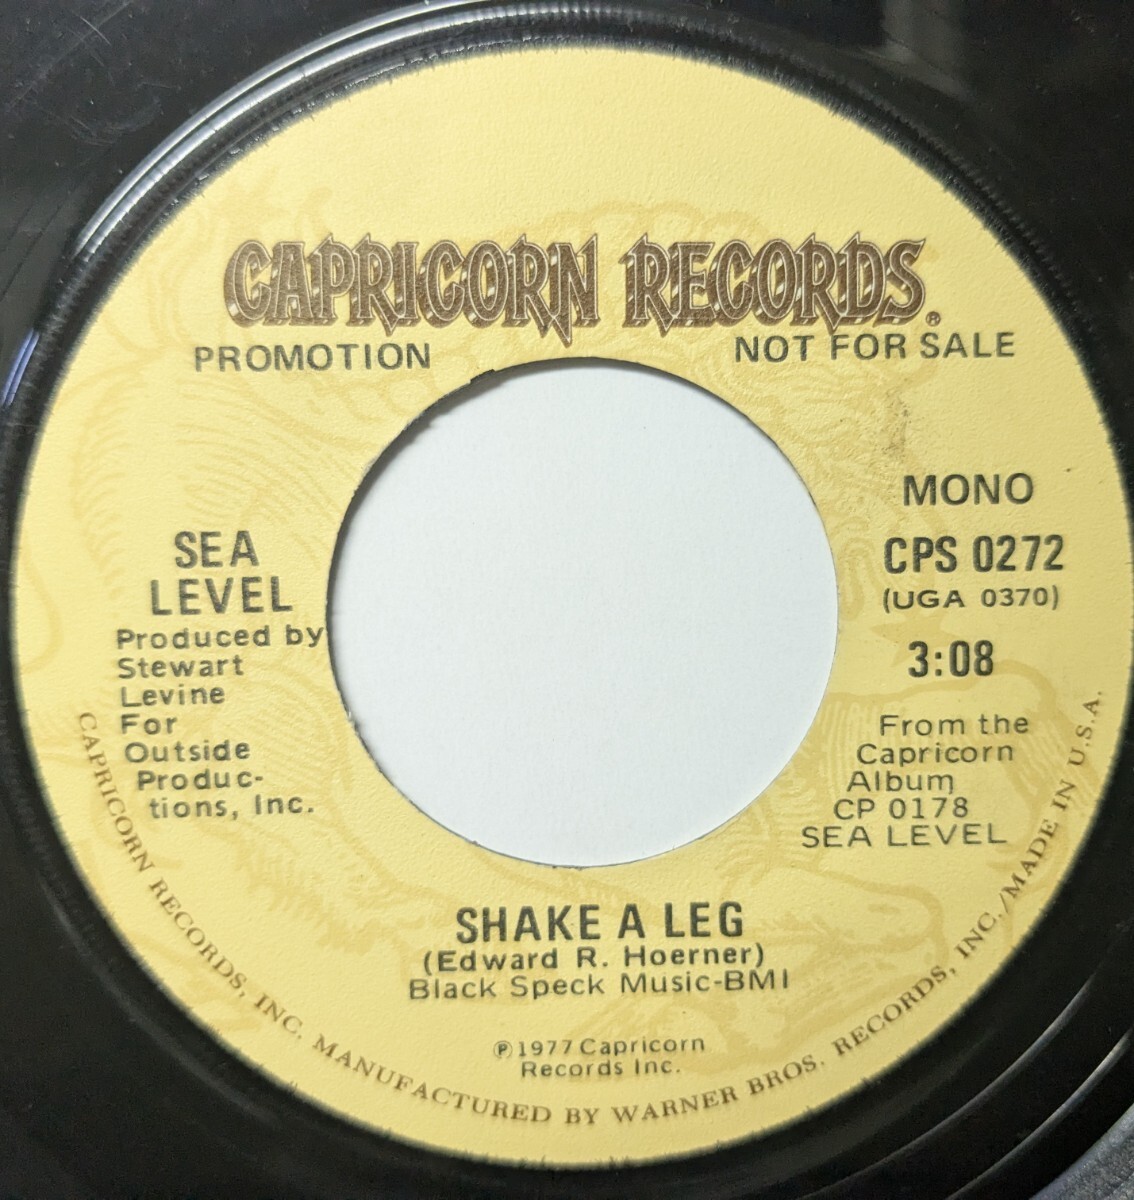 CAPRICORN RECORDS®
PROMOTION
NOT FOR SALE
SEA
LEVEL
Produced by
Stewart
Levine
For
Outside
Produc-
tions, Inc.
MONO
CPS 0272
(UGA 0370)
3:08
From the
Capricorn
Album
CP 0178
SEA LEVEL
SHAKE A LEG
(Edward R. Hoerner)
Black Speck Music-BMI
℗1977 Capricorn
Records Inc.
CAPRICORN RECORDS, INC. MANUFACTURED BY WARNER BROS. RECORDS, INC./MADE IN U.S.A.